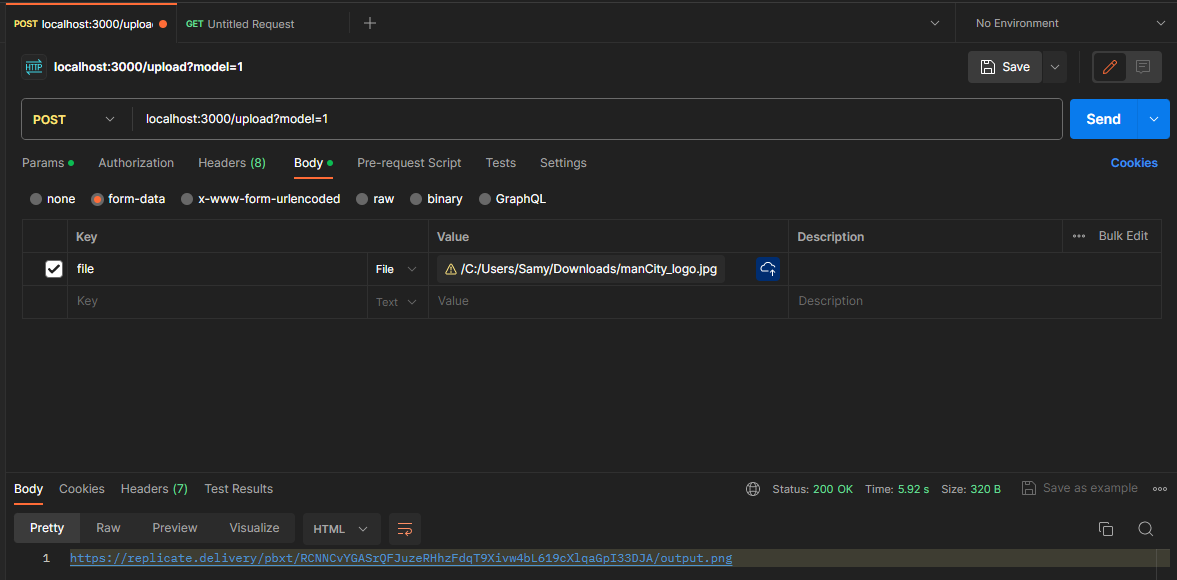 POST localhost:3000/uploa GET Untitled Request No Environment
HTTP localhost:3000/upload?model=1 Save
POST localhost:3000/upload?model=1 Send
Params Authorization Headers (8) Body Pre-request Script Tests Settings Cookies
none form-data x-www-form-urlencoded raw binary GraphQL
Key Value Description Bulk Edit
file File /C:/Users/Samy/Downloads/manCity_logo.jpg
Key Text Value Description
Body Cookies Headers (7) Test Results Status: 200 OK Time: 5.92 s Size: 320 B Save as example
Pretty Raw Preview Visualize HTML
1 https://replicate.delivery/pbxt/RCNNCvYGASrQFJuzeRHhzFdqT9Xivw4bL619cXlqaGpI33DJA/output.png